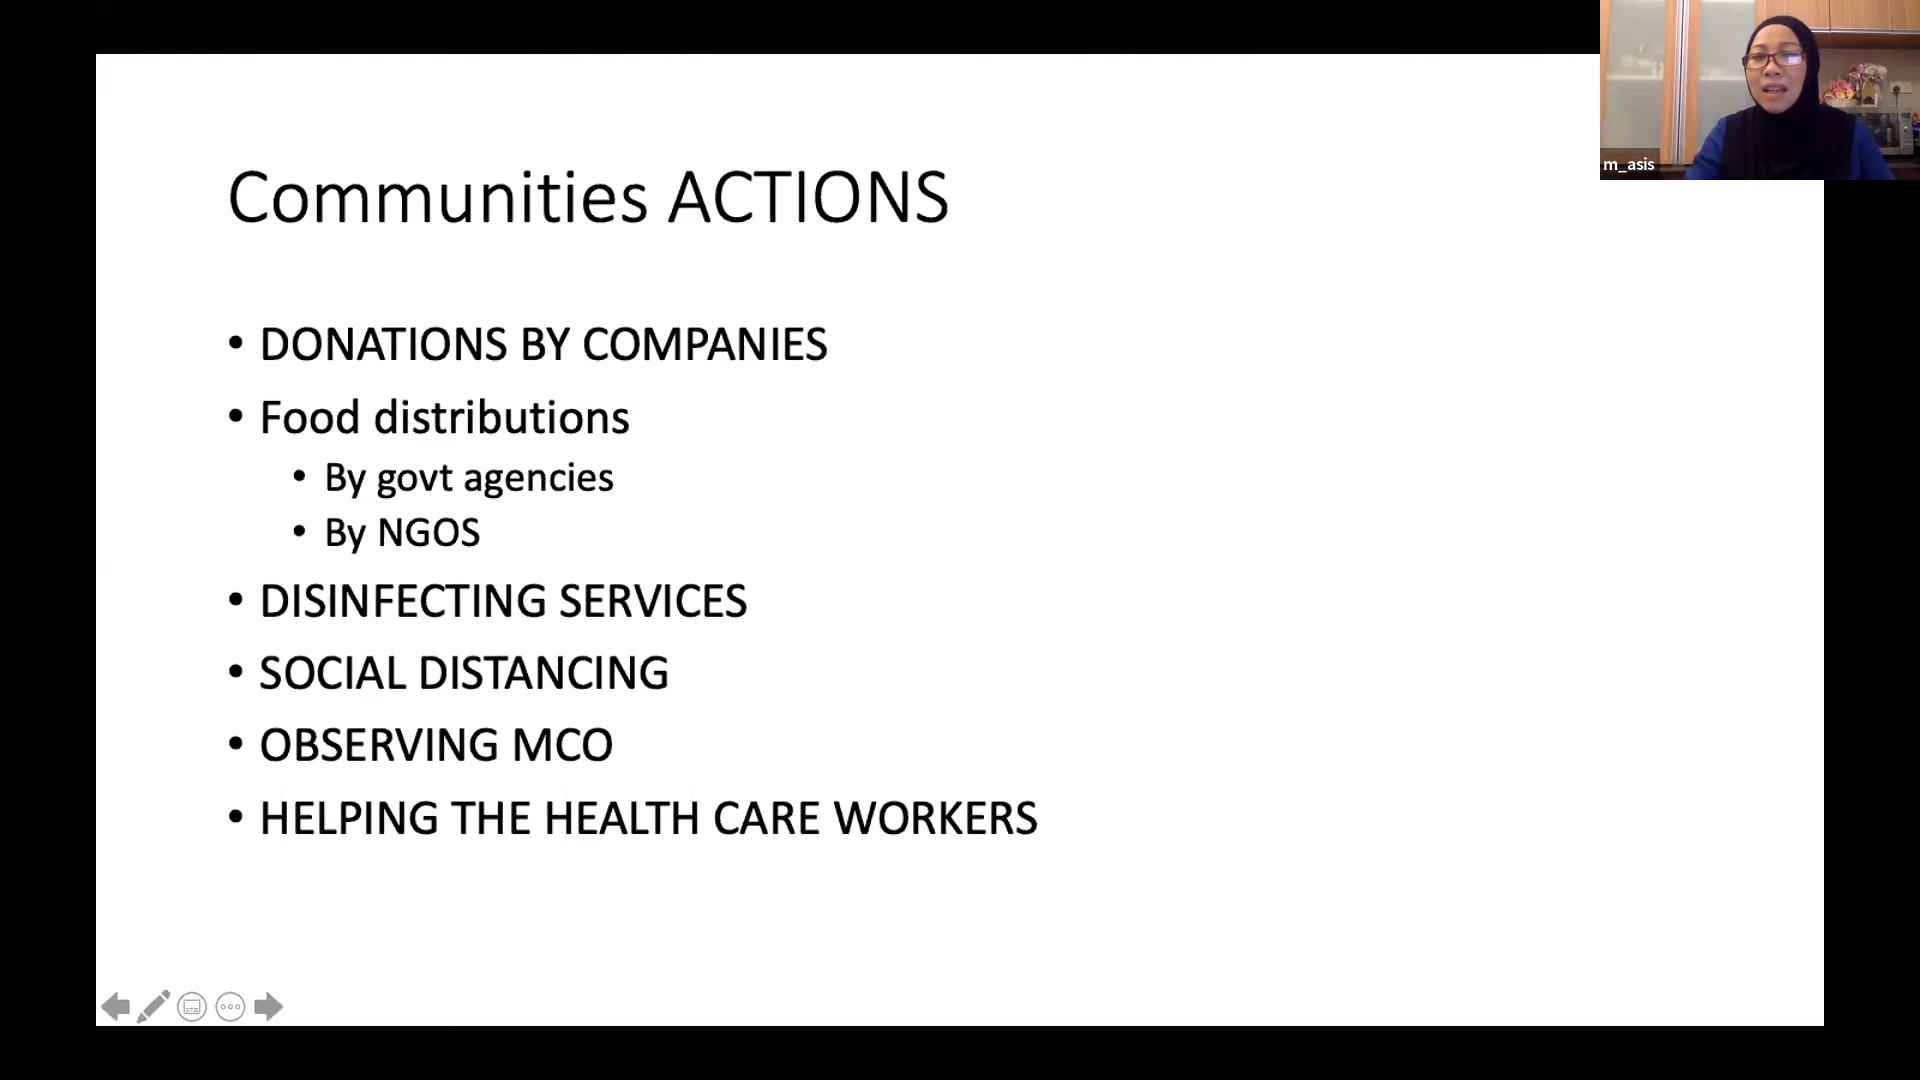 Communities ACTIONS
• DONATIONS BY COMPANIES
• Food distributions
• By govt agencies
• By NGOS
• DISINFECTING SERVICES
• SOCIAL DISTANCING
• OBSERVING MCO
• HELPING THE HEALTH CARE WORKERS
m_asis